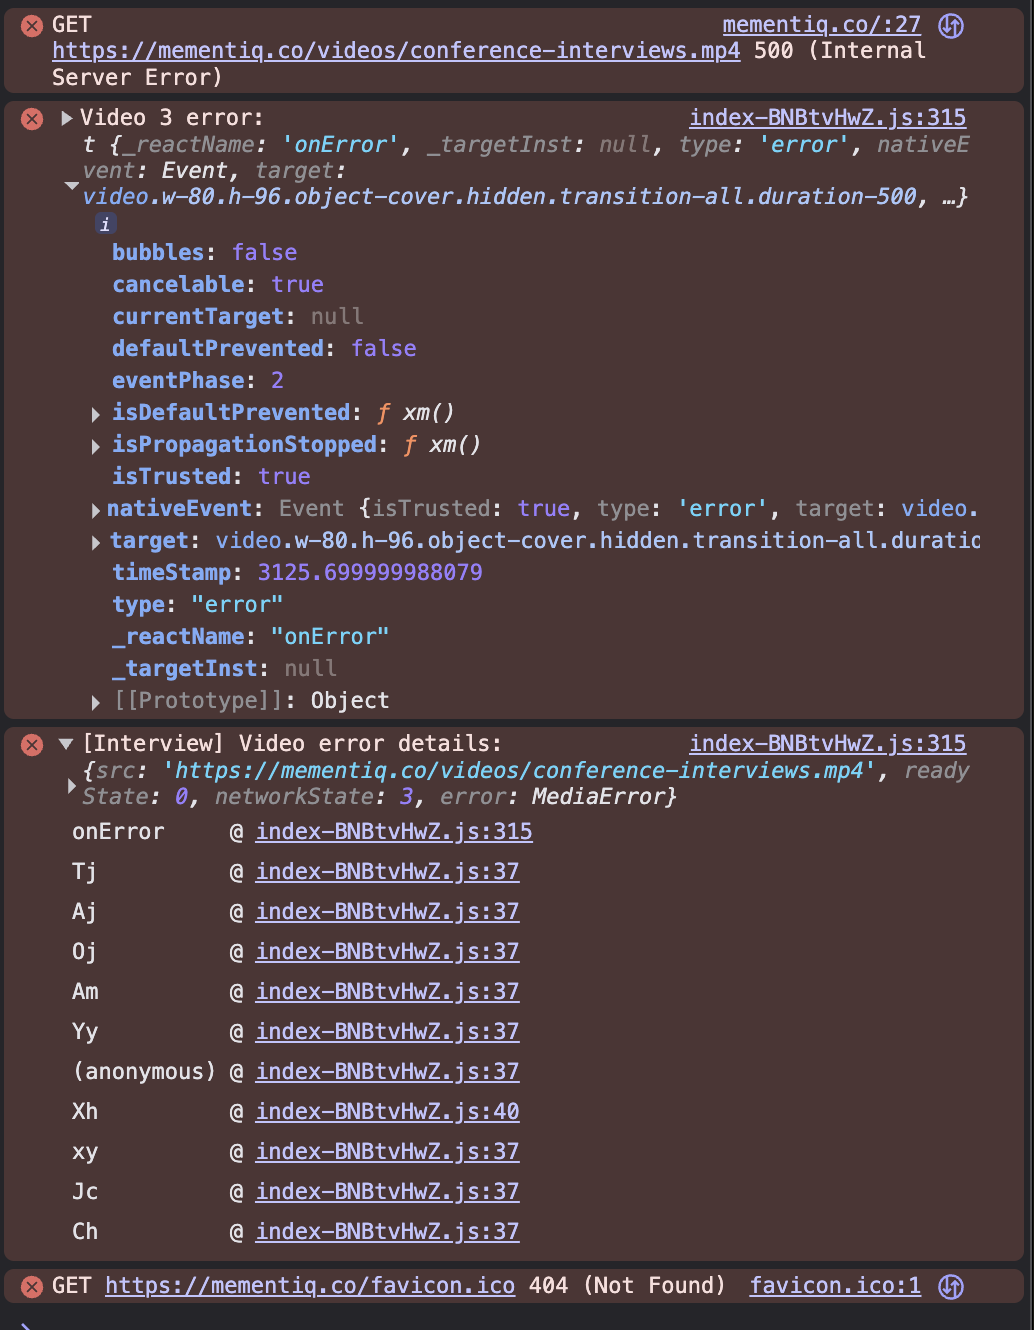 GET mementiq.co/:27
https://mementiq.co/videos/conference-interviews.mp4 500 (Internal
Server Error)
Video 3 error: index-BNBtvHwZ.js:315
t {_reactName: 'onError', _targetInst: null, type: 'error', nativeE
vent: Event, target:
video.w-80.h-96.object-cover.hidden.transition-all.duration-500, …}
i
bubbles: false
cancelable: true
currentTarget: null
defaultPrevented: false
eventPhase: 2
isDefaultPrevented: ƒ xm()
isPropagationStopped: ƒ xm()
isTrusted: true
nativeEvent: Event {isTrusted: true, type: 'error', target: video.
target: video.w-80.h-96.object-cover.hidden.transition-all.duratio
timeStamp: 3125.699999988079
type: "error"
_reactName: "onError"
_targetInst: null
[[Prototype]]: Object
[Interview] Video error details: index-BNBtvHwZ.js:315
{src: 'https://mementiq.co/videos/conference-interviews.mp4', ready
State: 0, networkState: 3, error: MediaError}
onError @ index-BNBtvHwZ.js:315
Tj @ index-BNBtvHwZ.js:37
Aj @ index-BNBtvHwZ.js:37
Oj @ index-BNBtvHwZ.js:37
Am @ index-BNBtvHwZ.js:37
Yy @ index-BNBtvHwZ.js:37
(anonymous) @ index-BNBtvHwZ.js:37
Xh @ index-BNBtvHwZ.js:40
xy @ index-BNBtvHwZ.js:37
Jc @ index-BNBtvHwZ.js:37
Ch @ index-BNBtvHwZ.js:37
GET https://mementiq.co/favicon.ico 404 (Not Found) favicon.ico:1